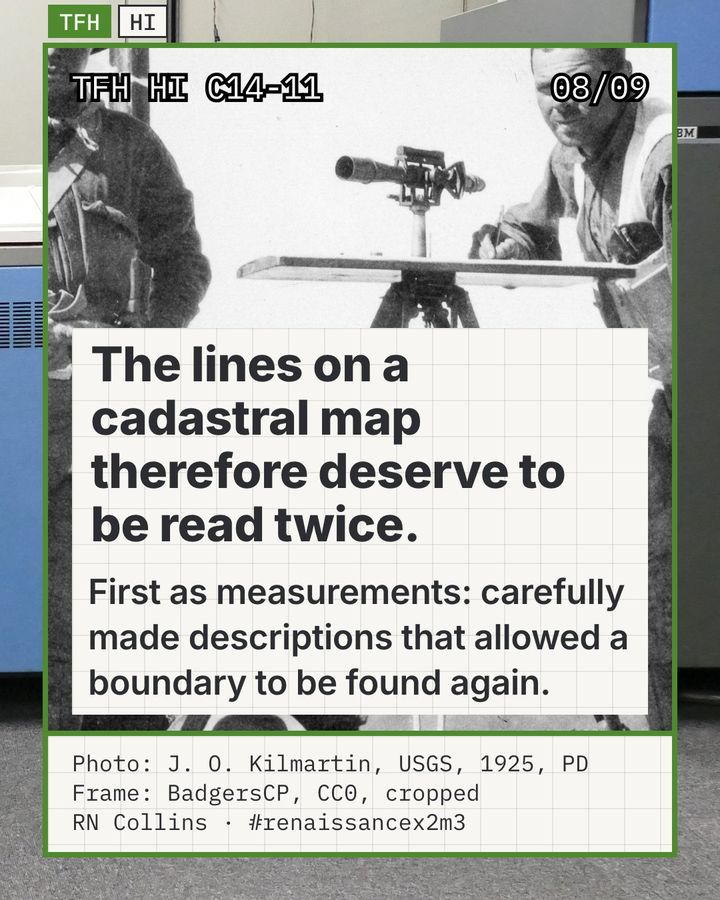 TFH HI
TFH HI C14-11 08/09
The lines on a
cadastral map
therefore deserve to
be read twice.
First as measurements: carefully
made descriptions that allowed a
boundary to be found again.
Photo: J. O. Kilmartin, USGS, 1925, PD
Frame: BadgersCP, CC0, cropped
RN Collins · #renaissancex2m3